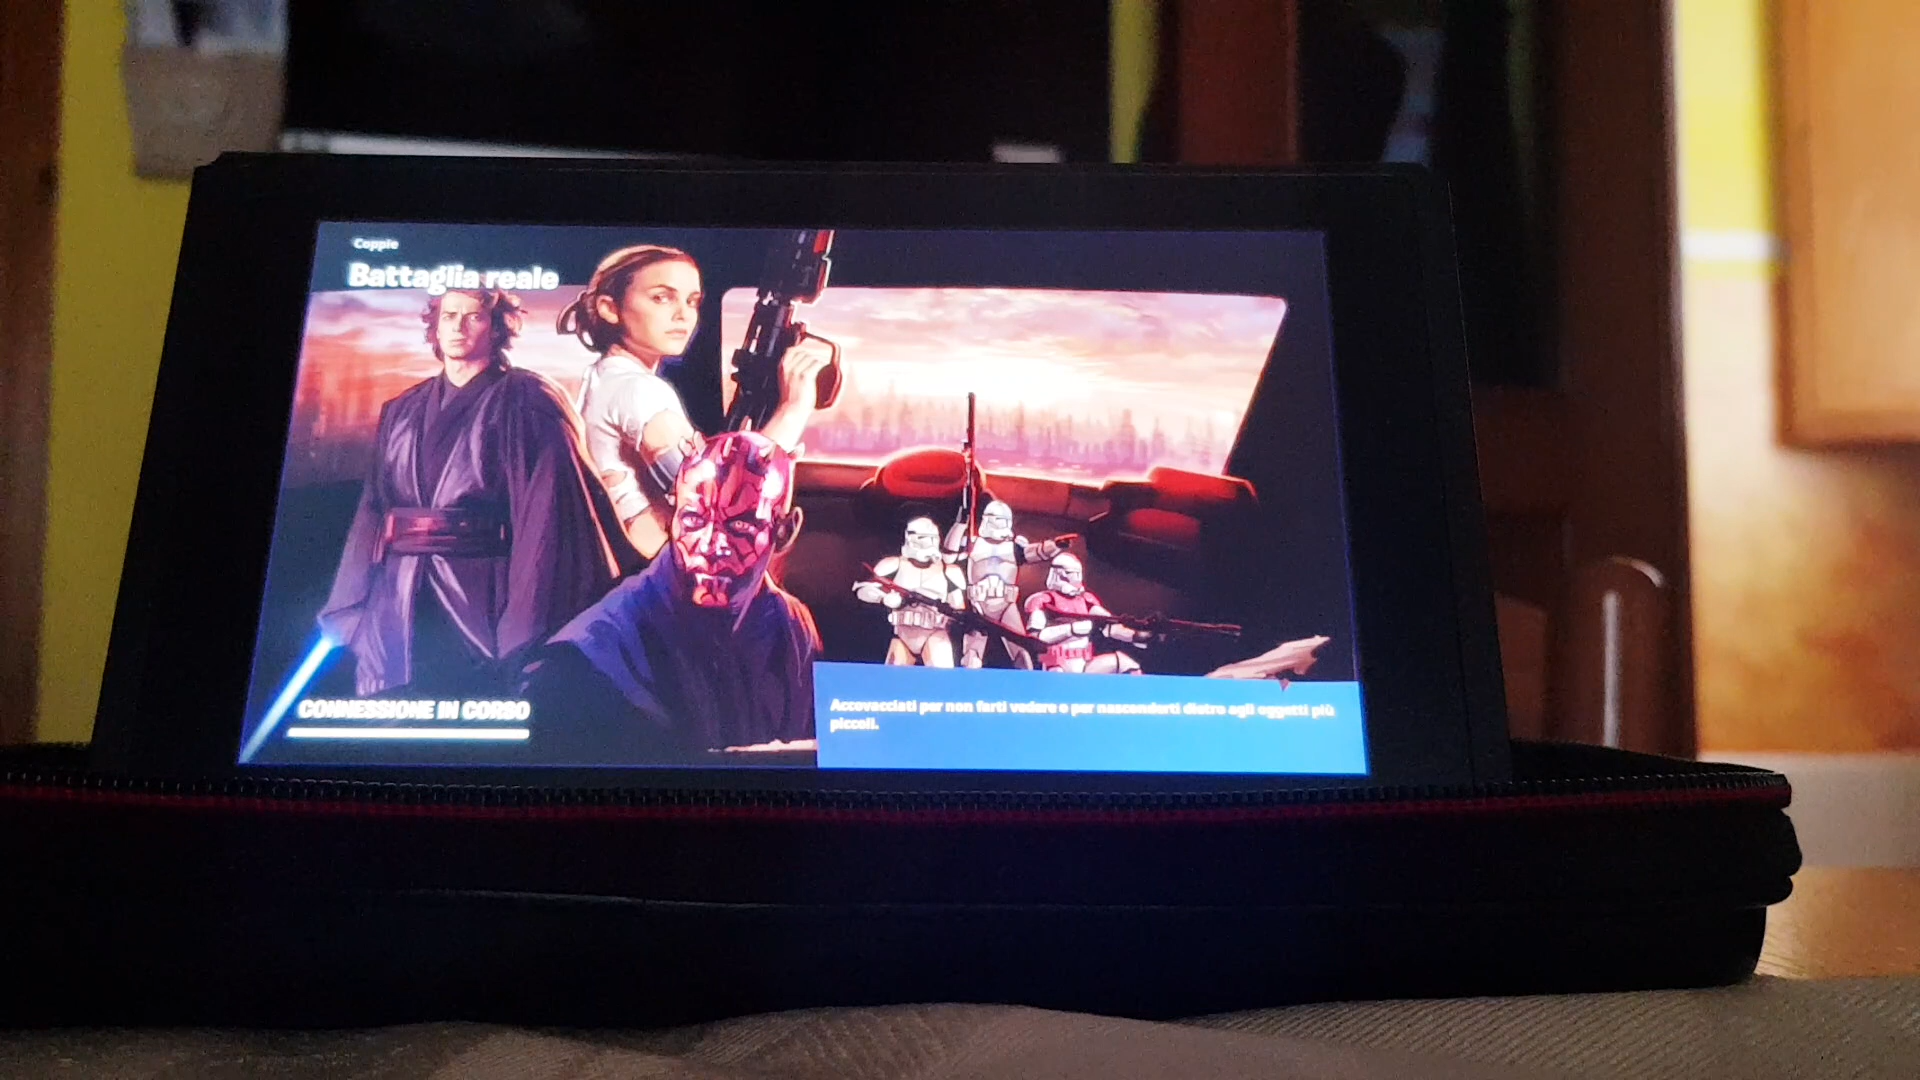 Coppie
Battaglia reale
CONNESSIONE IN CORSO
Accovacciati per non farti vedere e per nasconderti dietro agli oggetti più
piccoli.